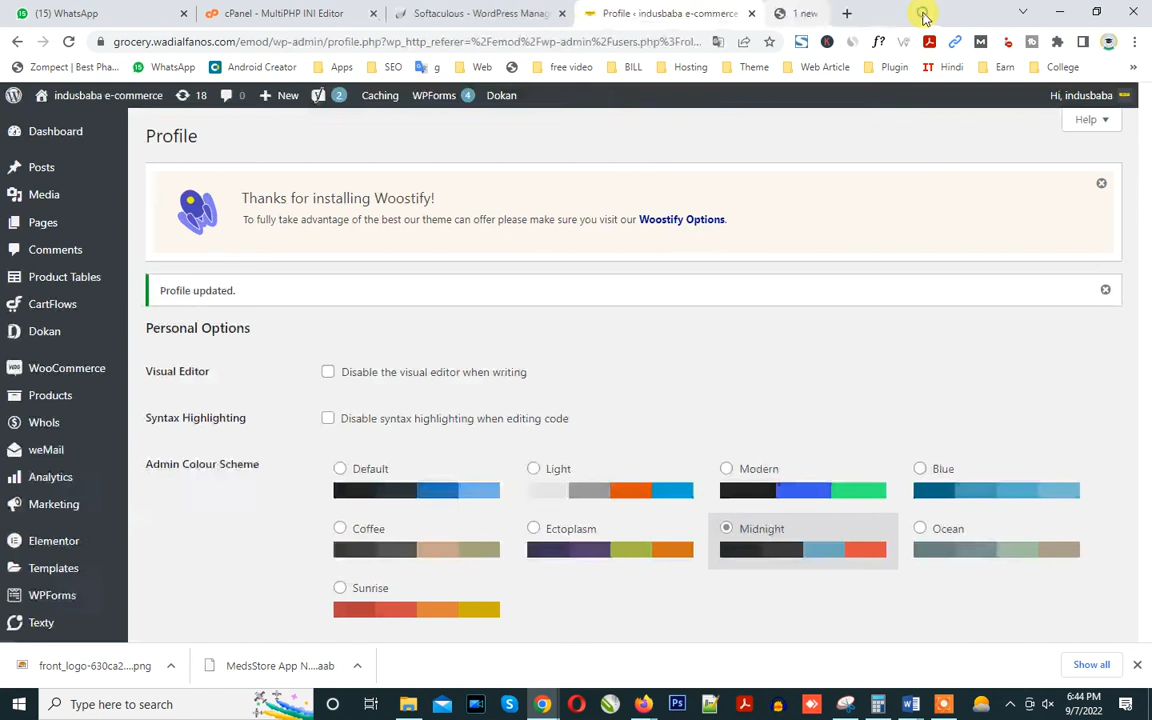 (15) WhatsApp
cPanel - MultiPHP INI Editor
Softaculous - WordPress Manag
Profile ‹ indusbaba e-commerce
1 new
grocery.wadialfanos.com/emod/wp-admin/profile.php?wp_http_referer=%2Femod%2Fwp-admin%2Fusers.php%3Frol...
Zompect | Best Pha...
WhatsApp
Android Creator
Apps
SEO
g
Web
free video
BILL
Hosting
Theme
Web Article
Plugin
Hindi
Earn
College
»
indusbaba e-commerce
18
0
New
2
Caching
WPForms 4
Dokan
Hi, indusbaba
Dashboard
Posts
Media
Pages
Comments
Product Tables
CartFlows
Dokan
WooCommerce
Products
Whols
weMail
Analytics
Marketing
Elementor
Templates
WPForms
Texty
Help
Profile
Thanks for installing Woostify!
To fully take advantage of the best our theme can offer please make sure you visit our Woostify Options.
Profile updated.
Personal Options
Visual Editor
Disable the visual editor when writing
Syntax Highlighting
Disable syntax highlighting when editing code
Admin Colour Scheme
Default
Light
Modern
Blue
Coffee
Ectoplasm
Midnight
Ocean
Sunrise
front_logo-630ca2....png
MedsStore App N....aab
Show all
Type here to search
6:44 PM
9/7/2022